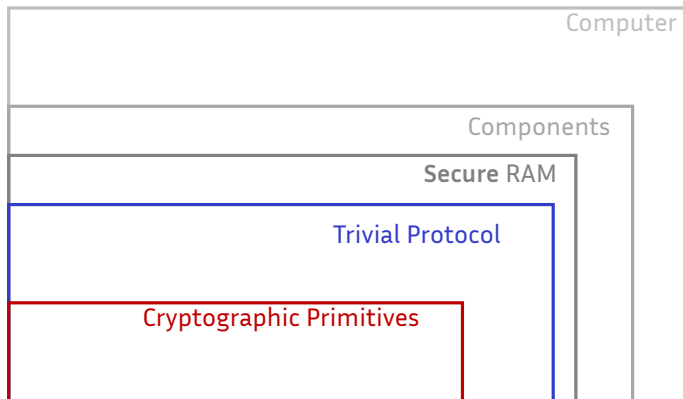 Computer
Components
Secure RAM
Trivial Protocol
Cryptographic Primitives